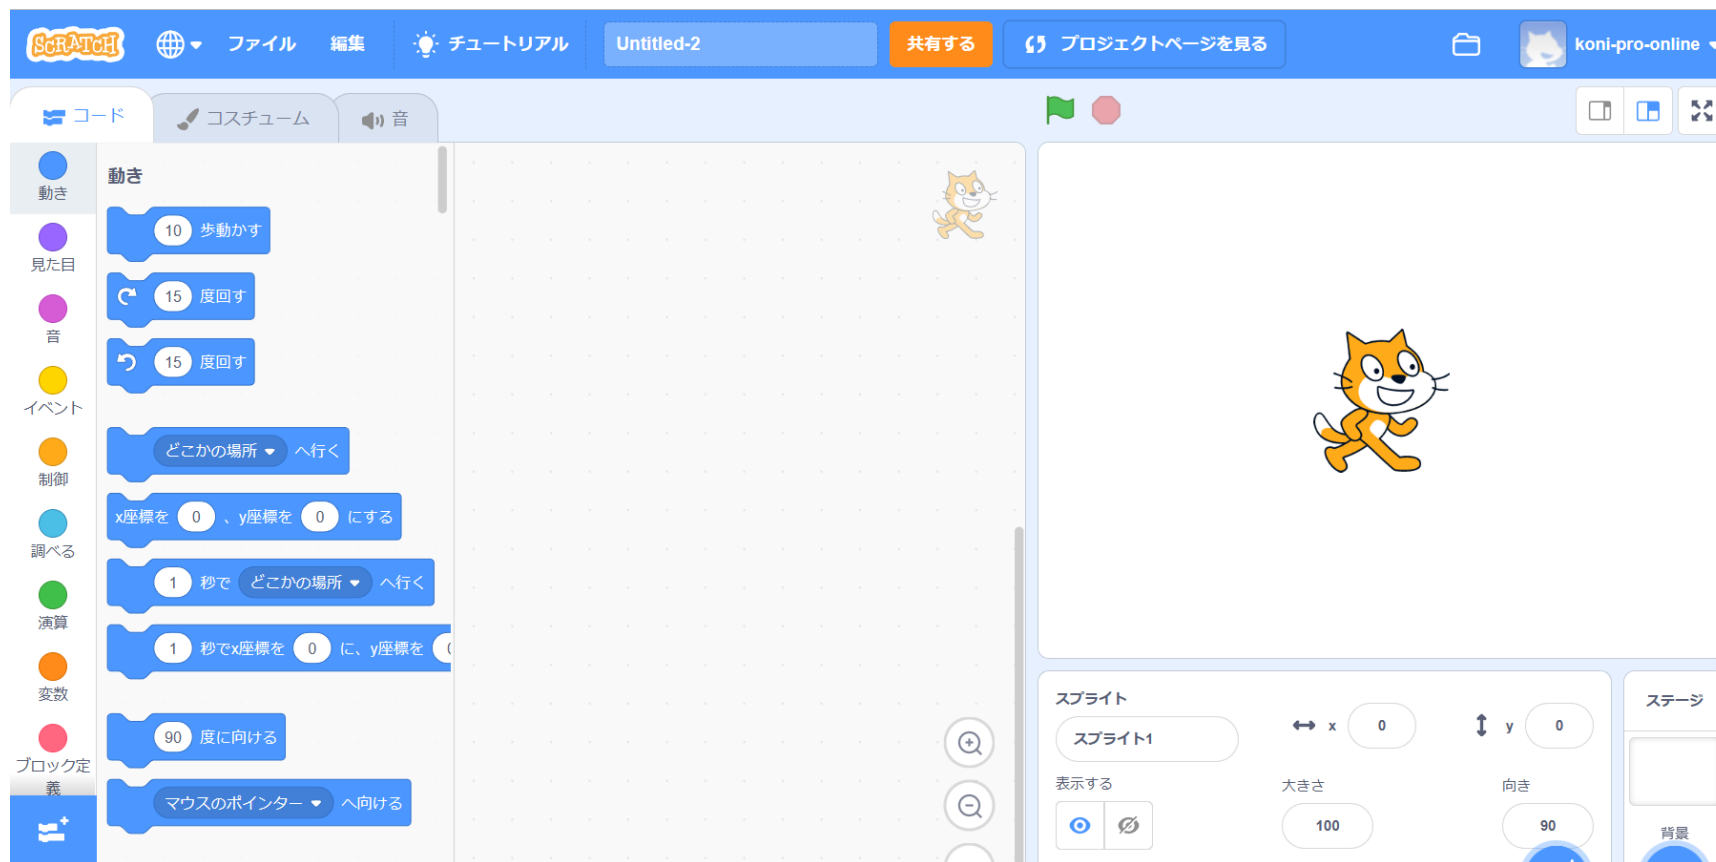 SCRATCH
ファイル
編集
チュートリアル
Untitled-2
共有する
プロジェクトページを見る
koni-pro-online
コード
コスチューム
音
動き
見た目
音
イベント
制御
調べる
演算
変数
ブロック定
義
動き
10 歩動かす
15 度回す
15 度回す
どこかの場所 へ行く
x座標を 0 、y座標を 0 にする
1 秒で どこかの場所 へ行く
1 秒でx座標を 0 に、y座標を
90 度に向ける
マウスのポインター へ向ける
スプライト
スプライト1
x 0
y 0
表示する
大きさ
100
向き
90
ステージ
背景